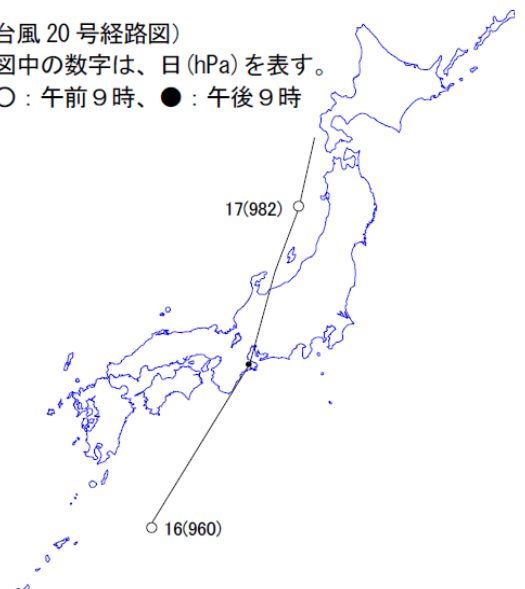 台風 20 号経路図)
図中の数字は、日(hPa)を表す。
○：午前９時、●：午後９時
17(982)
16(960)